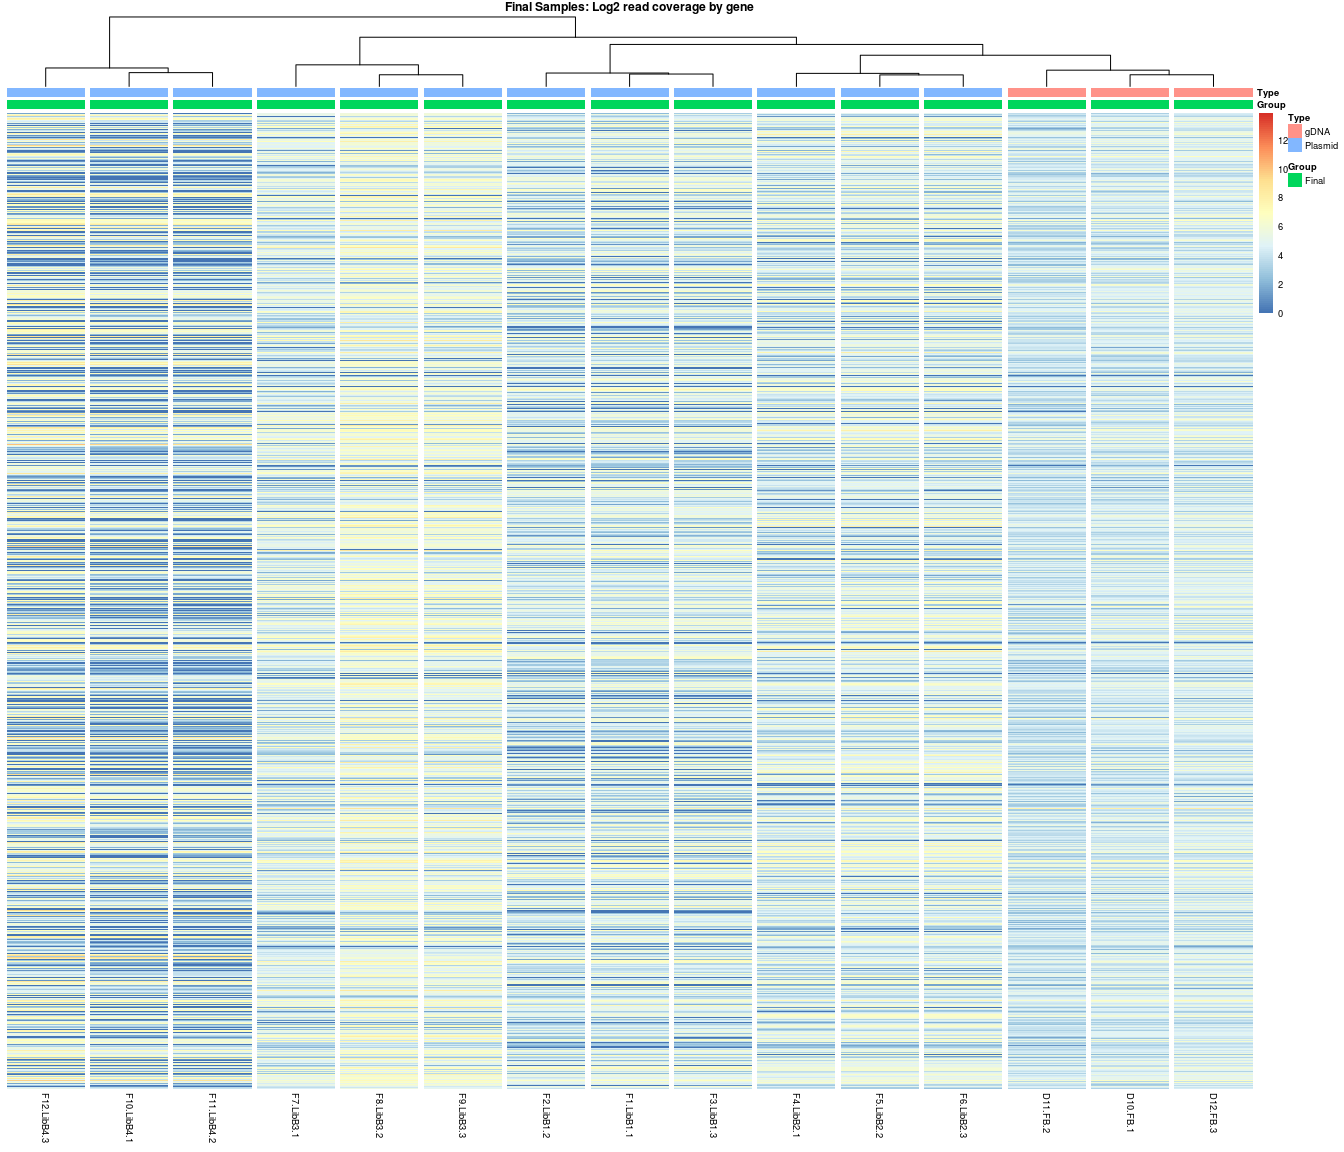 Final Samples: Log2 read coverage by gene
Type
Group
12
10
8
6
4
2
0
Type
gDNA
Plasmid
Group
Final
F12.LibB4.3
F10.LibB4.1
F11.LibB4.2
F7.LibB3.1
F8.LibB3.2
F9.LibB3.3
F2.LibB1.2
F1.LibB1.1
F3.LibB1.3
F4.LibB2.1
F5.LibB2.2
F6.LibB2.3
D11.FB.2
D10.FB.1
D12.FB.3